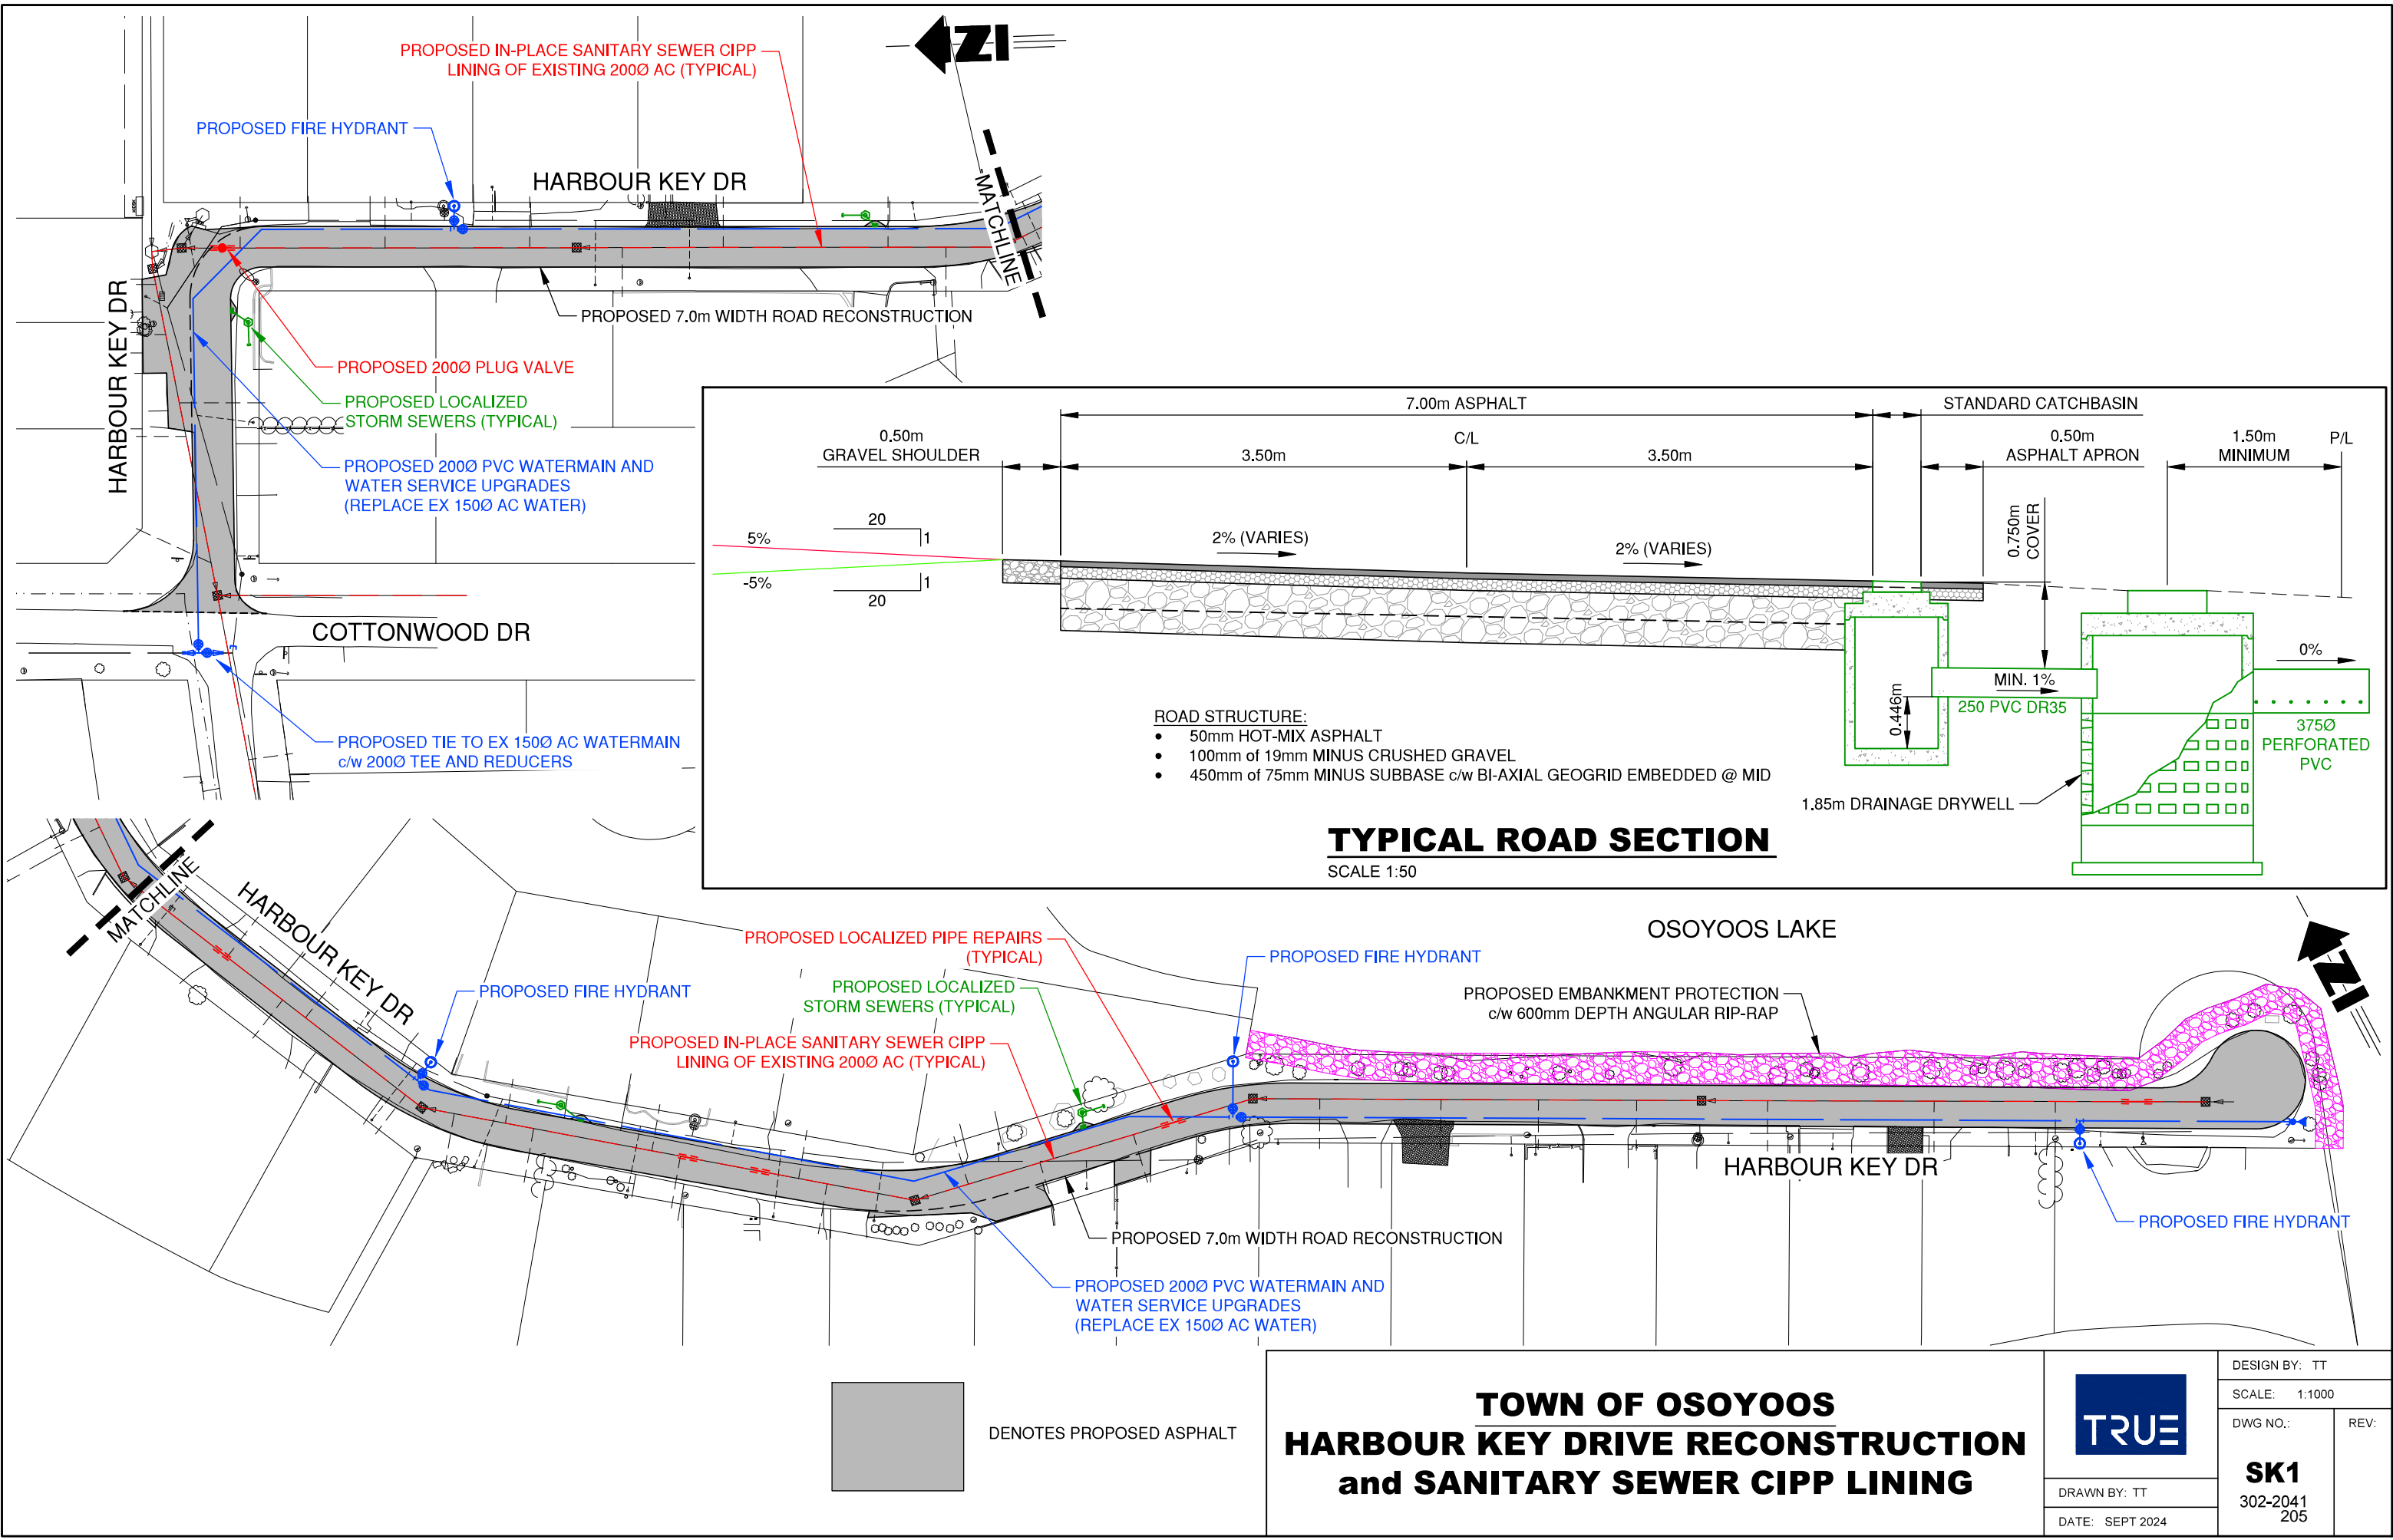 PROPOSED IN-PLACE SANITARY SEWER CIPP
LINING OF EXISTING 200Ø AC (TYPICAL)
N
PROPOSED FIRE HYDRANT
HARBOUR KEY DR
MATCHLINE
HARBOUR KEY DR
PROPOSED 7.0m WIDTH ROAD RECONSTRUCTION
PROPOSED 200Ø PLUG VALVE
PROPOSED LOCALIZED
STORM SEWERS (TYPICAL)
PROPOSED 200Ø PVC WATERMAIN AND
WATER SERVICE UPGRADES
(REPLACE EX 150Ø AC WATER)
COTTONWOOD DR
PROPOSED TIE TO EX 150Ø AC WATERMAIN
c/w 200Ø TEE AND REDUCERS
7.00m ASPHALT
STANDARD CATCHBASIN
0.50m
GRAVEL SHOULDER
3.50m
C/L
3.50m
0.50m
ASPHALT APRON
1.50m
MINIMUM
P/L
5%
-5%
20
1
1
20
2% (VARIES)
2% (VARIES)
0.750m
COVER
0%
MIN. 1%
250 PVC DR35
0.446m
375Ø
PERFORATED
PVC
1.85m DRAINAGE DRYWELL
ROAD STRUCTURE:
• 50mm HOT-MIX ASPHALT
• 100mm of 19mm MINUS CRUSHED GRAVEL
• 450mm of 75mm MINUS SUBBASE c/w BI-AXIAL GEOGRID EMBEDDED @ MID
TYPICAL ROAD SECTION
SCALE 1:50
MATCHLINE
HARBOUR KEY DR
PROPOSED FIRE HYDRANT
PROPOSED LOCALIZED PIPE REPAIRS
(TYPICAL)
PROPOSED LOCALIZED
STORM SEWERS (TYPICAL)
PROPOSED IN-PLACE SANITARY SEWER CIPP
LINING OF EXISTING 200Ø AC (TYPICAL)
PROPOSED FIRE HYDRANT
OSOYOOS LAKE
PROPOSED EMBANKMENT PROTECTION
c/w 600mm DEPTH ANGULAR RIP-RAP
N
HARBOUR KEY DR
PROPOSED FIRE HYDRANT
PROPOSED 7.0m WIDTH ROAD RECONSTRUCTION
PROPOSED 200Ø PVC WATERMAIN AND
WATER SERVICE UPGRADES
(REPLACE EX 150Ø AC WATER)
DENOTES PROPOSED ASPHALT
TOWN OF OSOYOOS
HARBOUR KEY DRIVE RECONSTRUCTION
and SANITARY SEWER CIPP LINING
TRUE
DRAWN BY: TT
DATE: SEPT 2024
DESIGN BY: TT
SCALE: 1:1000
DWG NO.:
REV:
SK1
302-2041
205